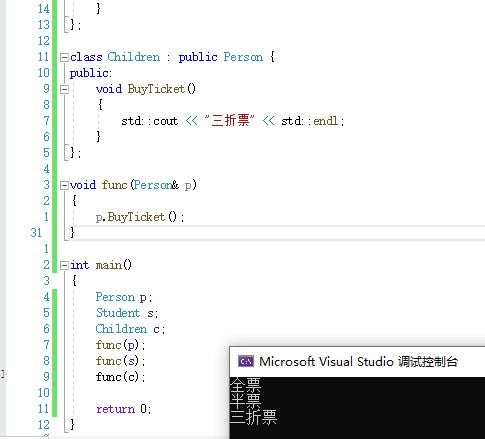 14 }
13 };
12
11 class Children : public Person {
10 public:
9 void BuyTicket()
8 {
7 std::cout << "三折票" << std::endl;
6 }
5 };
4
3 void func(Person& p)
2 {
1 p.BuyTicket();
31 }
1
2 int main()
3 {
4 Person p;
5 Student s;
6 Children c;
7 func(p);
8 func(s);
9 func(c);
10
11 return 0;
12 }
Microsoft Visual Studio 调试控制台
全票
半票
三折票